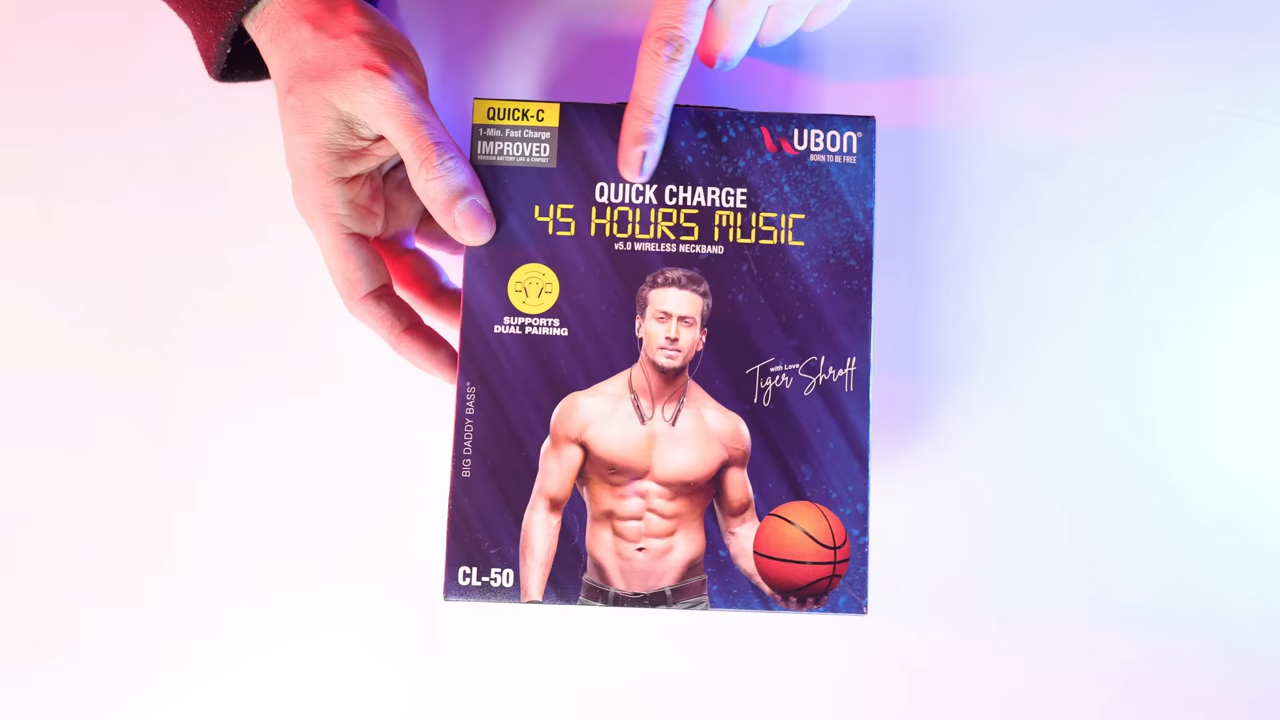 QUICK-C
1-Min. Fast Charge
IMPROVED
VERSION BATTERY LIFE & CHIPSET
UBON®
BORN TO BE FREE
QUICK CHARGE
45 HOURS MUSIC
v5.0 WIRELESS NECKBAND
SUPPORTS
DUAL PAIRING
with Love
Tiger Shroff
BIG DADDY BASS®
CL-50